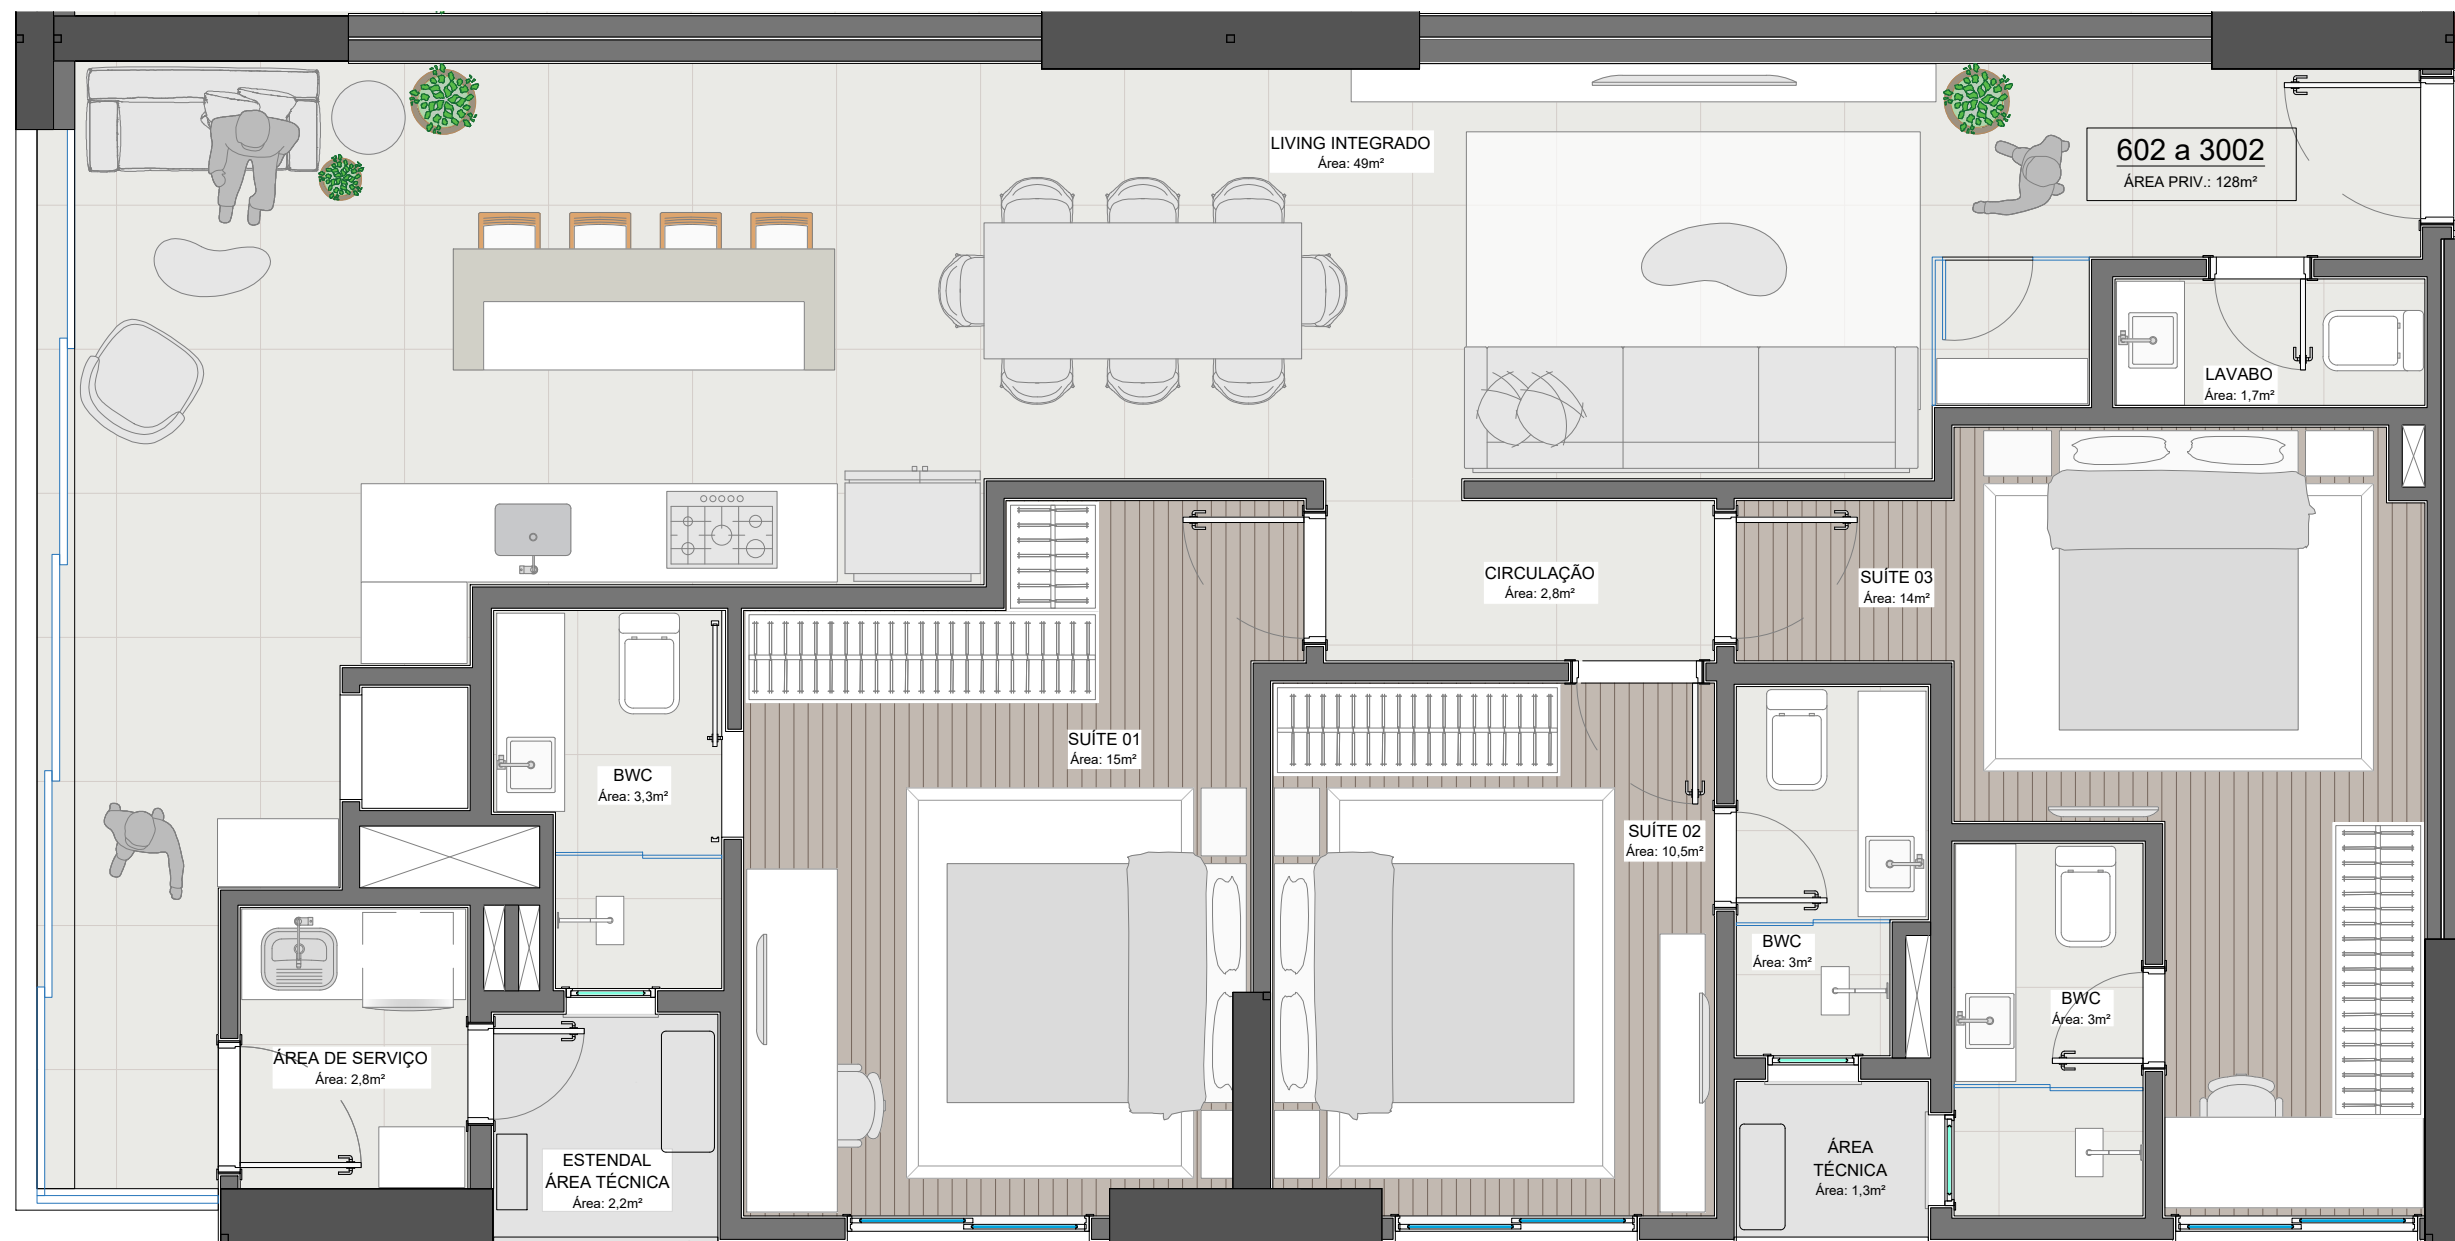 LIVING INTEGRADO
Área: 49m²
602 a 3002
ÁREA PRIV.: 128m²
LAVABO
Área: 1,7m²
CIRCULAÇÃO
Área: 2,8m²
SUÍTE 03
Área: 14m²
SUÍTE 01
Área: 15m²
BWC
Área: 3,3m²
SUÍTE 02
Área: 10,5m²
BWC
Área: 3m²
BWC
Área: 3m²
ÁREA DE SERVIÇO
Área: 2,8m²
ESTENDAL
ÁREA TÉCNICA
Área: 2,2m²
ÁREA
TÉCNICA
Área: 1,3m²